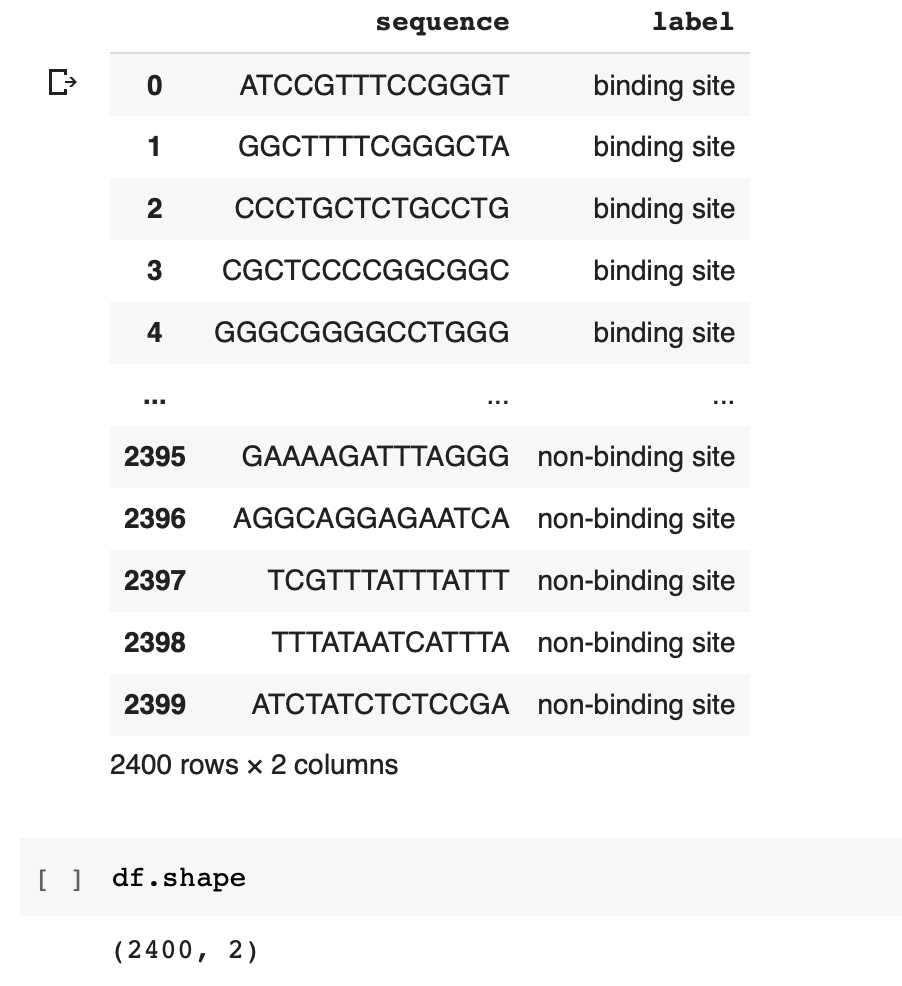 sequence label
0 ATCCGTTTCCGGGT binding site
1 GGCTTTTCGGGCTA binding site
2 CCCTGCTCTGCCTG binding site
3 CGCTCCCCGGCGGC binding site
4 GGGCGGGGCCTGGG binding site
... ... ...
2395 GAAAAGATTTAGGG non-binding site
2396 AGGCAGGAGAATCA non-binding site
2397 TCGTTTATTTATTT non-binding site
2398 TTTATAATCATTTA non-binding site
2399 ATCTATCTCTCCGA non-binding site
2400 rows × 2 columns
[ ] df.shape
(2400, 2)